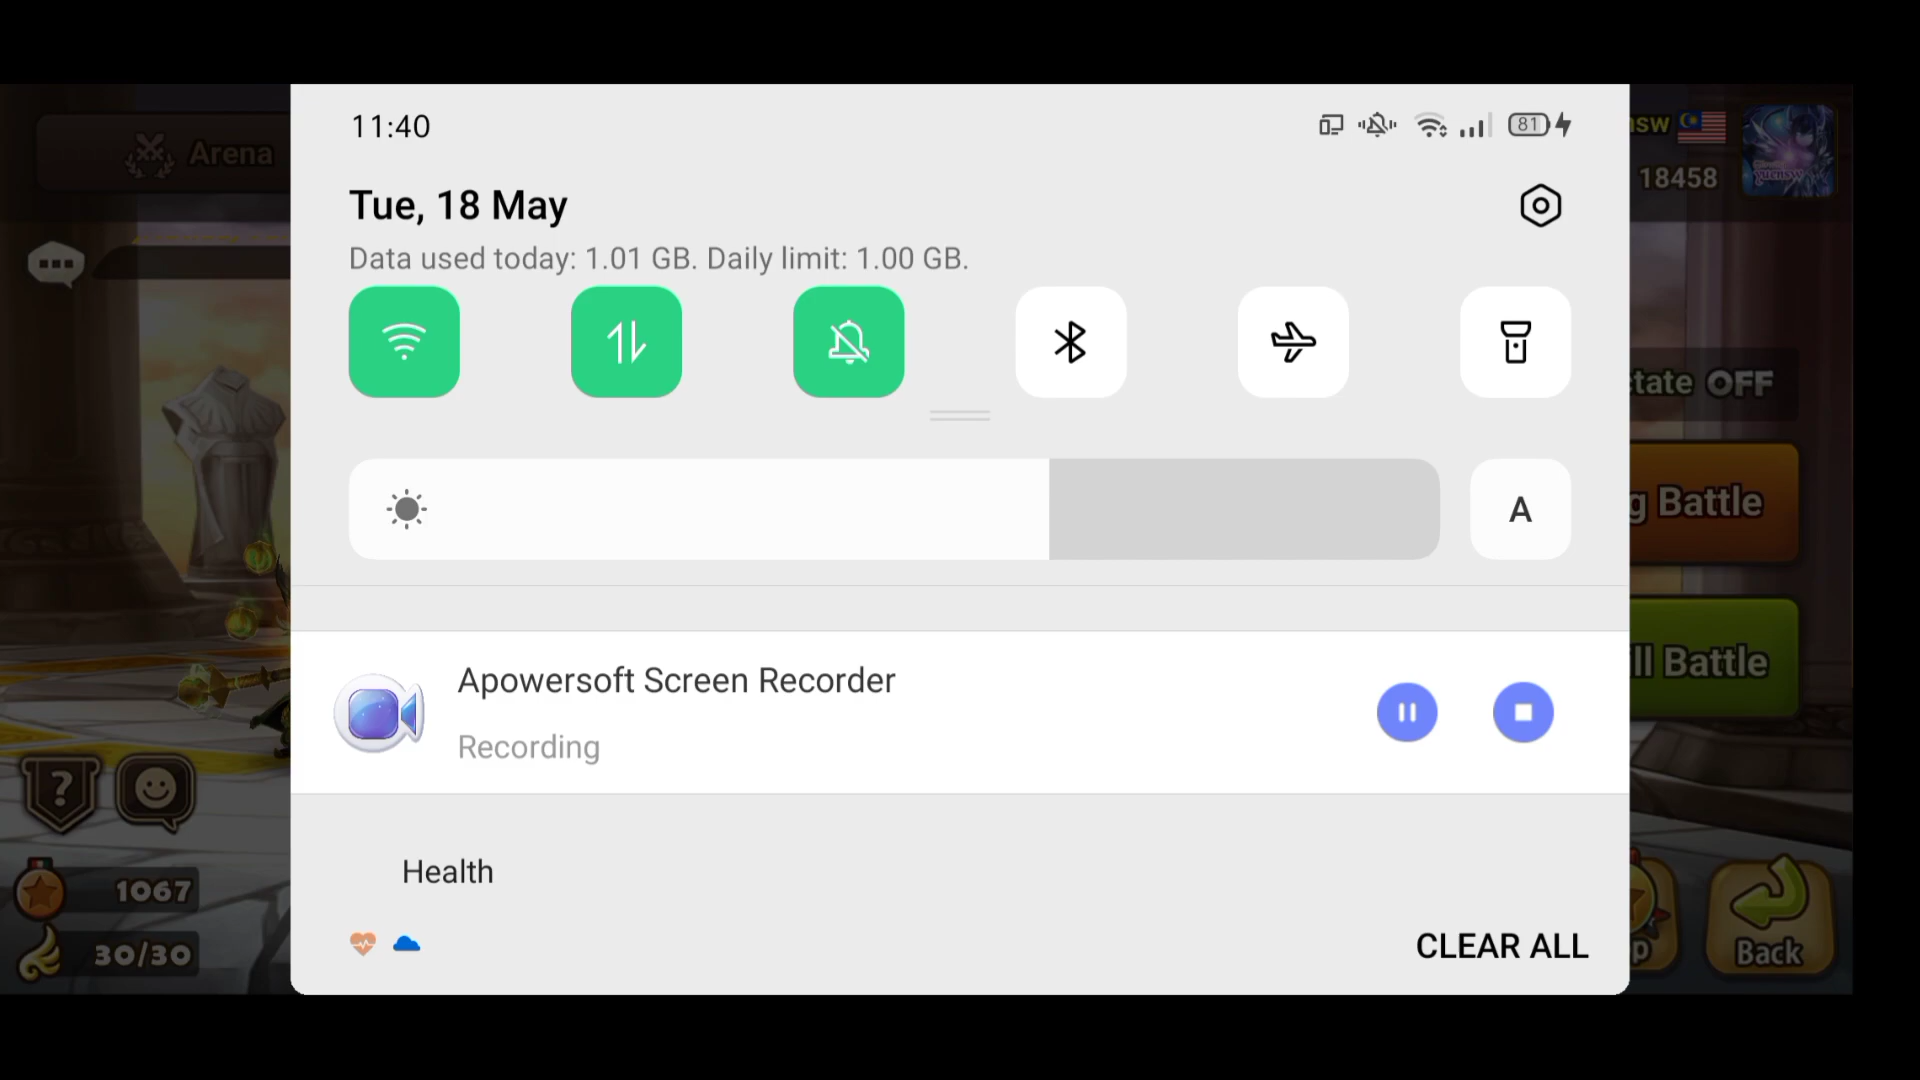 11:40
81
Tue, 18 May
Data used today: 1.01 GB. Daily limit: 1.00 GB.
A
Apowersoft Screen Recorder
Recording
Health
CLEAR ALL
Arena
nsw
18458
tate OFF
g Battle
ll Battle
?
1067
30/30
p
Back